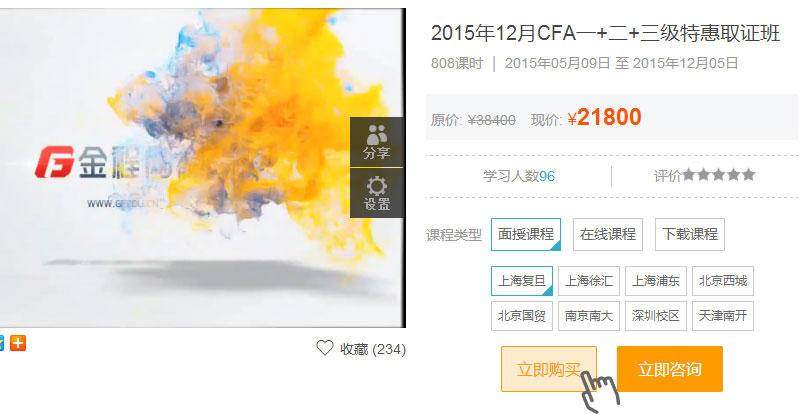 2015年12月CFA一+二+三级特惠取证班
808课时 | 2015年05月09日 至 2015年12月05日
原价: ¥38400 现价: ¥21800
学习人数96 评价★★★★★
课程类型 面授课程 在线课程 下载课程
上海复旦 上海徐汇 上海浦东 北京西城
北京国贸 南京南大 深圳校区 天津南开
立即购买 立即咨询
金程
分享
设置
收藏 (234)